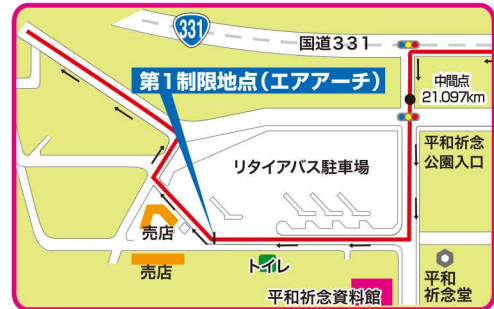 331
国道331
第1制限地点(エアアーチ)
中間点
21.097km
平和祈念
公園入口
リタイアバス駐車場
売店
売店
トイレ
平和祈念資料館
平和
祈念堂